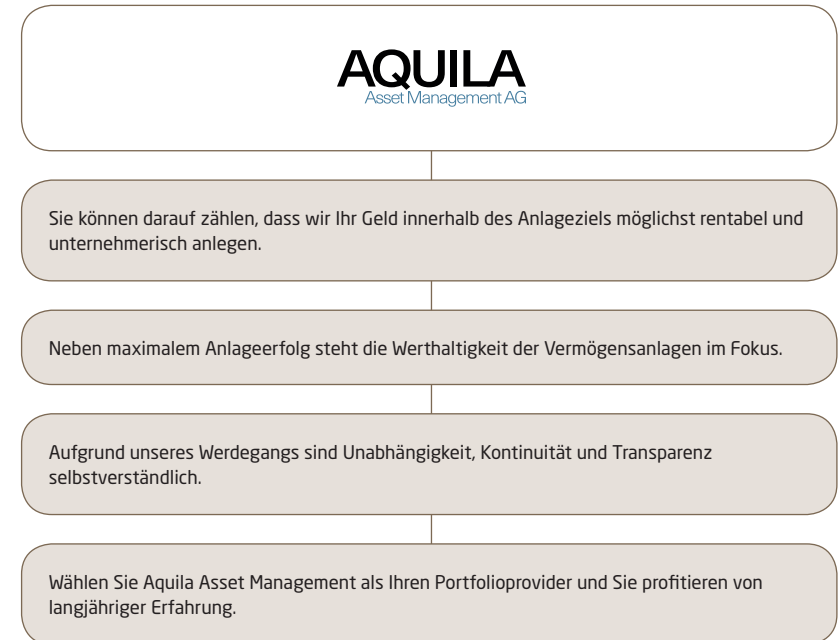 AQUILA
Asset Management AG
Sie können darauf zählen, dass wir Ihr Geld innerhalb des Anlageziels möglichst rentabel und
unternehmerisch anlegen.
Neben maximalem Anlageerfolg steht die Werthaltigkeit der Vermögensanlagen im Fokus.
Aufgrund unseres Werdegangs sind Unabhängigkeit, Kontinuität und Transparenz
selbstverständlich.
Wählen Sie Aquila Asset Management als Ihren Portfolioprovider und Sie profitieren von
langjähriger Erfahrung.